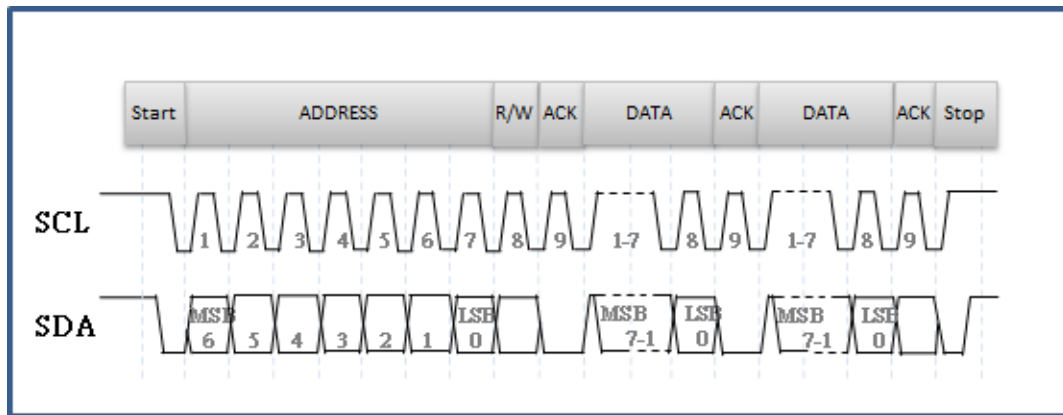 Start ADDRESS R/W ACK DATA ACK DATA ACK Stop
SCL 1 2 3 4 5 6 7 8 9 1-7 8 9 1-7 8 9
MSB LSB MSB LSB MSB LSB
SDA 6 5 4 3 2 1 0 7-1 0 7-1 0